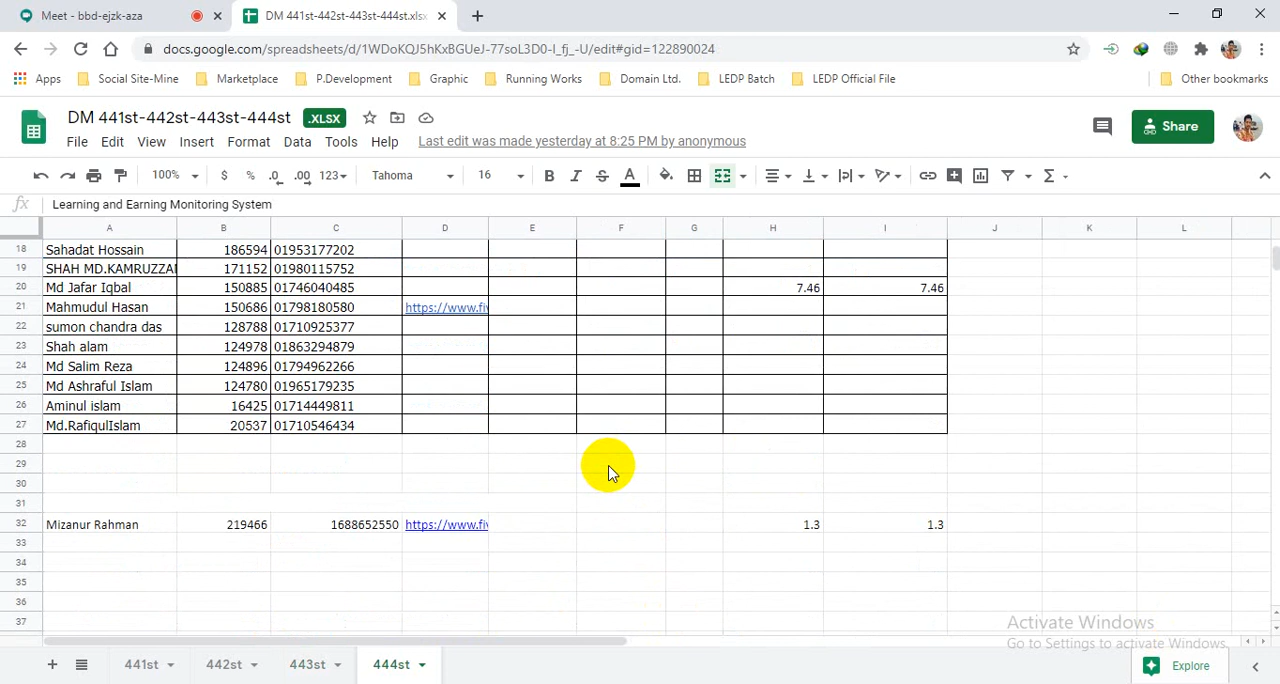 Meet - bbd-ejzk-aza
DM 441st-442st-443st-444st.xlsx
docs.google.com/spreadsheets/d/1WDoKQJ5hKxBGUeJ-77soL3D0-I_fj_-U/edit#gid=122890024
Apps Social Site-Mine Marketplace P.Development Graphic Running Works Domain Ltd. LEDP Batch LEDP Official File Other bookmarks
DM 441st-442st-443st-444st .XLSX
Share
File Edit View Insert Format Data Tools Help Last edit was made yesterday at 8:25 PM by anonymous
100% $ % .0 .00 123 Tahoma 16 B I S A
fx Learning and Earning Monitoring System
A B C D E F G H I J K L
18 Sahadat Hossain 186594 01953177202
19 SHAH MD.KAMRUZZA 171152 01980115752
20 Md Jafar Iqbal 150885 01746040485 7.46 7.46
21 Mahmudul Hasan 150686 01798180580 https://www.fiv
22 sumon chandra das 128788 01710925377
23 Shah alam 124978 01863294879
24 Md Salim Reza 124896 01794962266
25 Md Ashraful Islam 124780 01965179235
26 Aminul islam 16425 01714449811
27 Md.RafiqulIslam 20537 01710546434
28
29
30
31
32 Mizanur Rahman 219466 1688652550 https://www.fiv 1.3 1.3
33
34
35
36
37
Activate Windows
Go to Settings to activate Windows.
441st 442st 443st 444st Explore